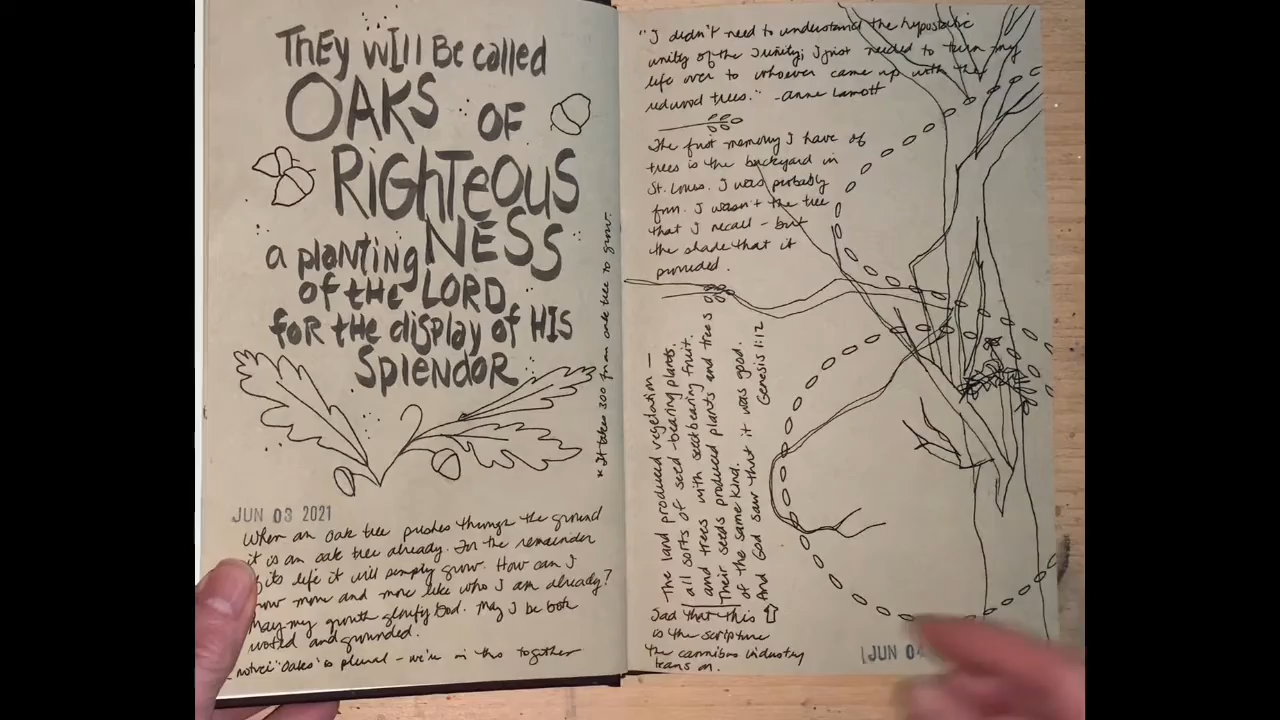 They will Be called
OAKS OF
RiGHTeOUS
NESS
a planting
of the LORD
foR tHe display of HIS
SpleNdoR
* It takes 300 for an oak tree to grow.
JUN 03 2021
When an oak tree pushes through the ground
it is an oak tree already. For the remainder
of its life it will simply grow. How can I
grow more and more like who I am already?
May my growth glorify God. May I be both
rooted and grounded.
notice "Oaks" is plural - we're in this together
"I didn't need to understand the hypostatic
unity of the Trinity; I just needed to turn my
life over to whoever came up with the
redwood trees." - Anne Lamott
The first memory I have of
trees is the backyard in
St. Louis. I was probably
four. It wasn't the tree
that I recall - but
the shade that it
provided.
The land produced vegetation —
all sorts of seed-bearing plants,
and trees with seedbearing fruit.
Their seeds produced plants and trees
of the same kind.
And God saw that it was good.
Genesis 1:12
Sad that this
is the scripture
the cannibas industry
leans on.
JUN 04